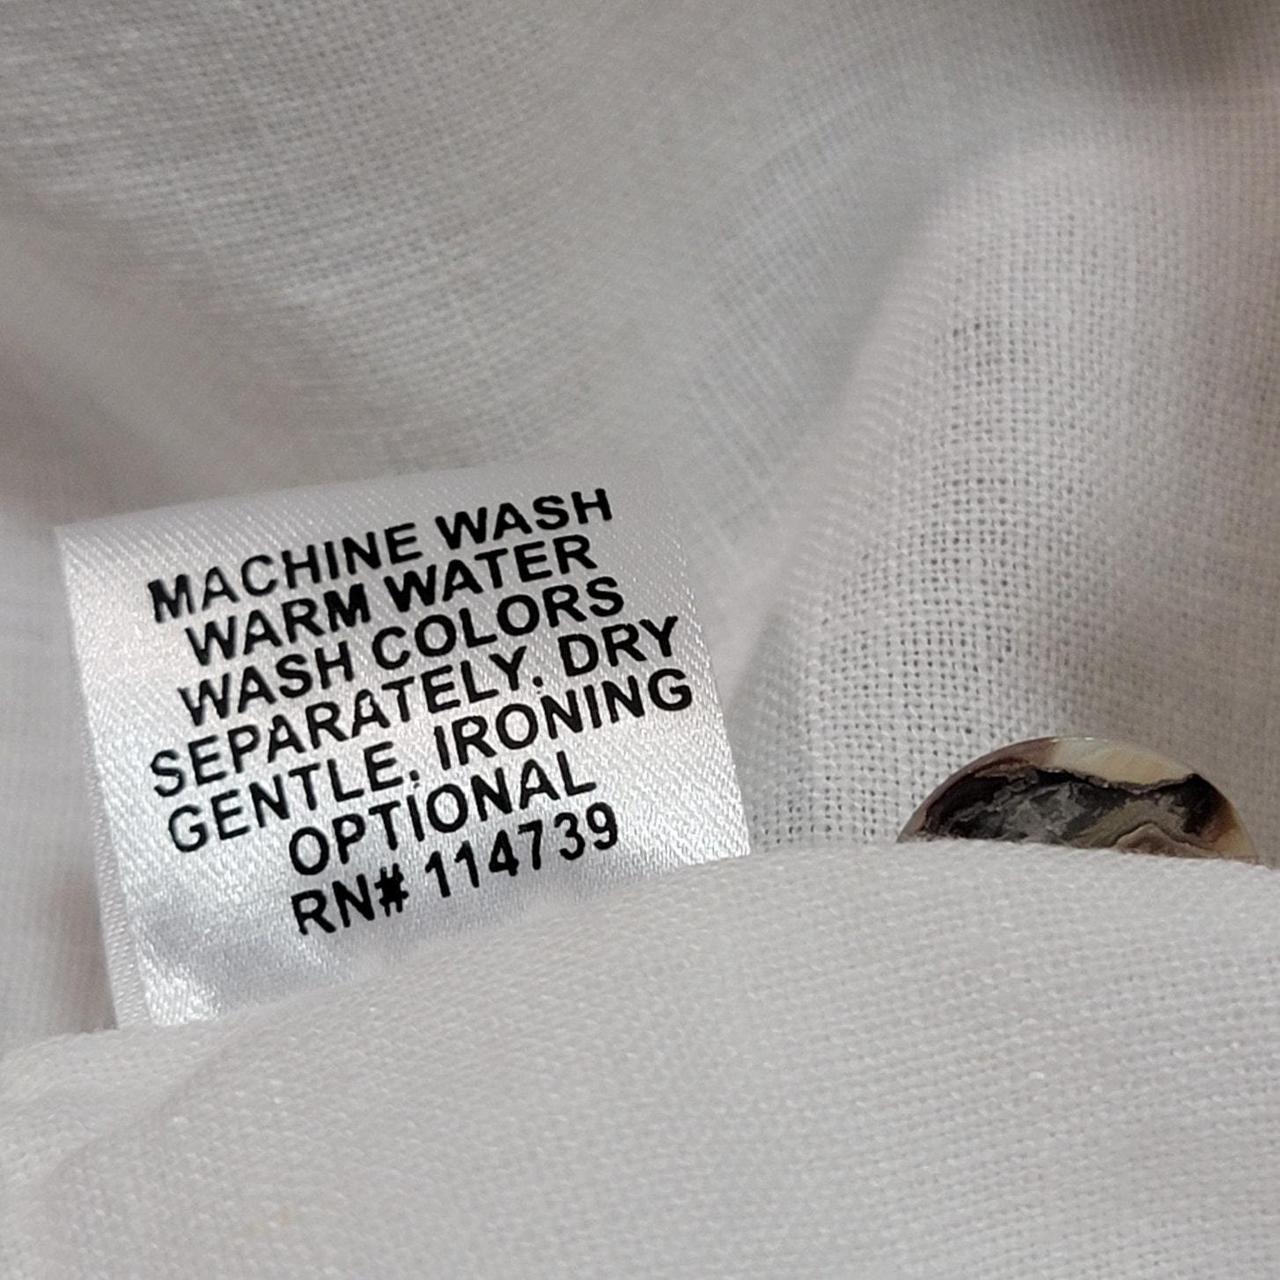 MACHINE WASH
WARM WATER
WASH COLORS
SEPARATELY. DRY
GENTLE. IRONING
OPTIONAL
RN# 114739